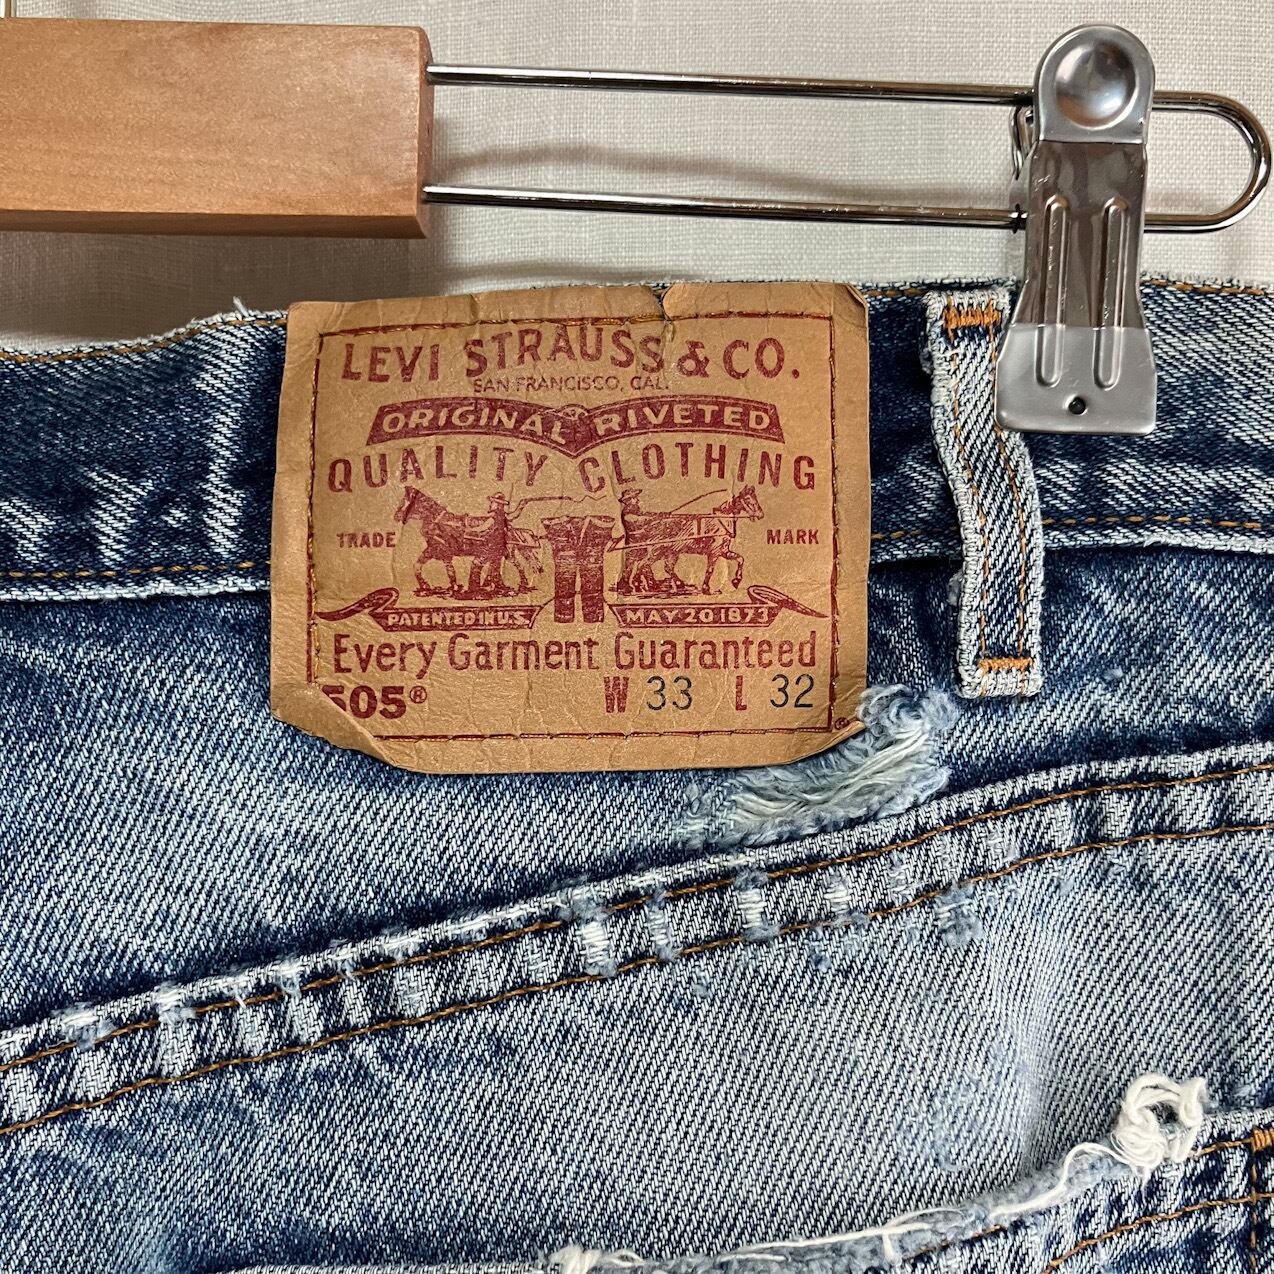 LEVI STRAUSS & CO.
SAN FRANCISCO, CAL.
ORIGINAL RIVETED
QUALITY CLOTHING
TRADE MARK
PATENTED IN U.S. MAY 20 1873
Every Garment Guaranteed
505® W 33 L 32
®